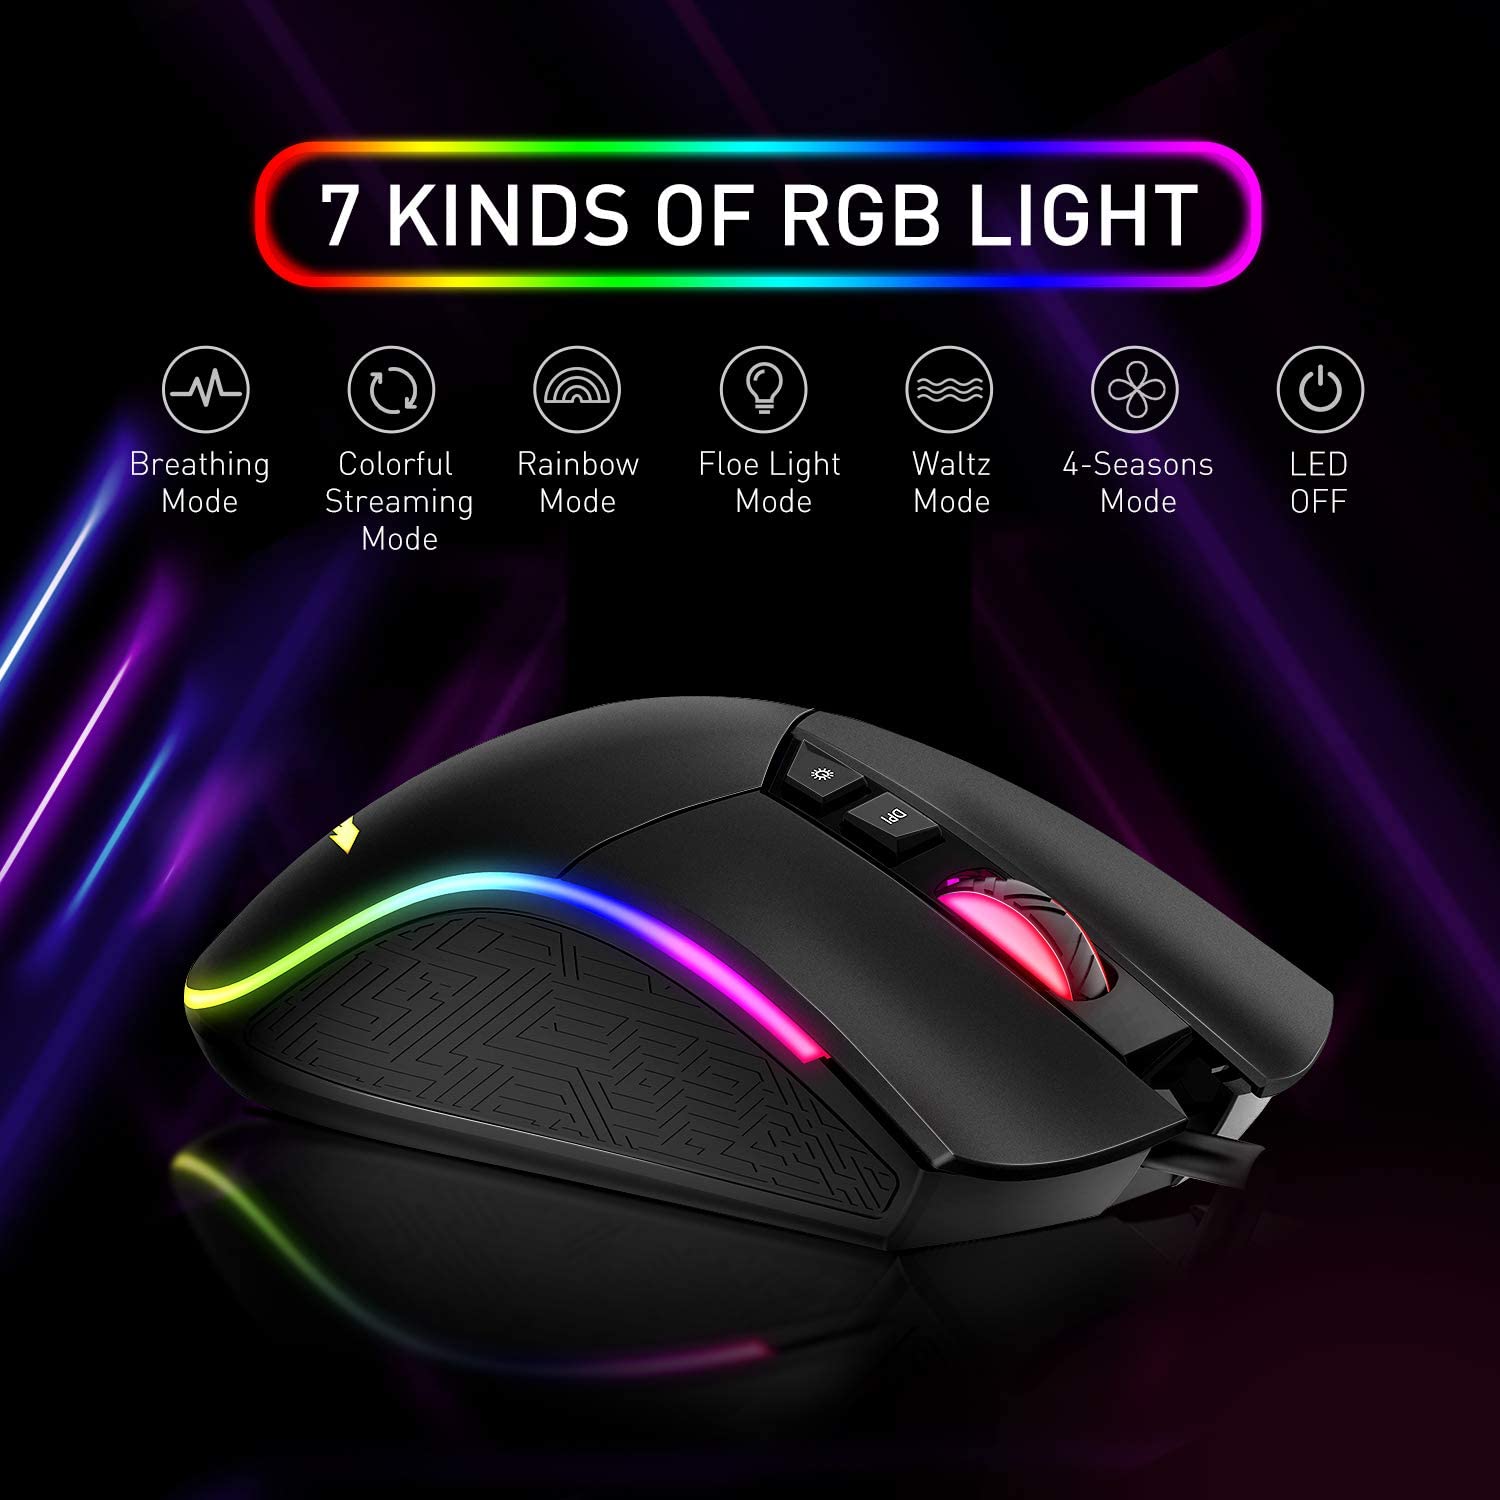 7 KINDS OF RGB LIGHT
Breathing
Mode
Colorful
Streaming
Mode
Rainbow
Mode
Floe Light
Mode
Waltz
Mode
4-Seasons
Mode
LED
OFF
DPI